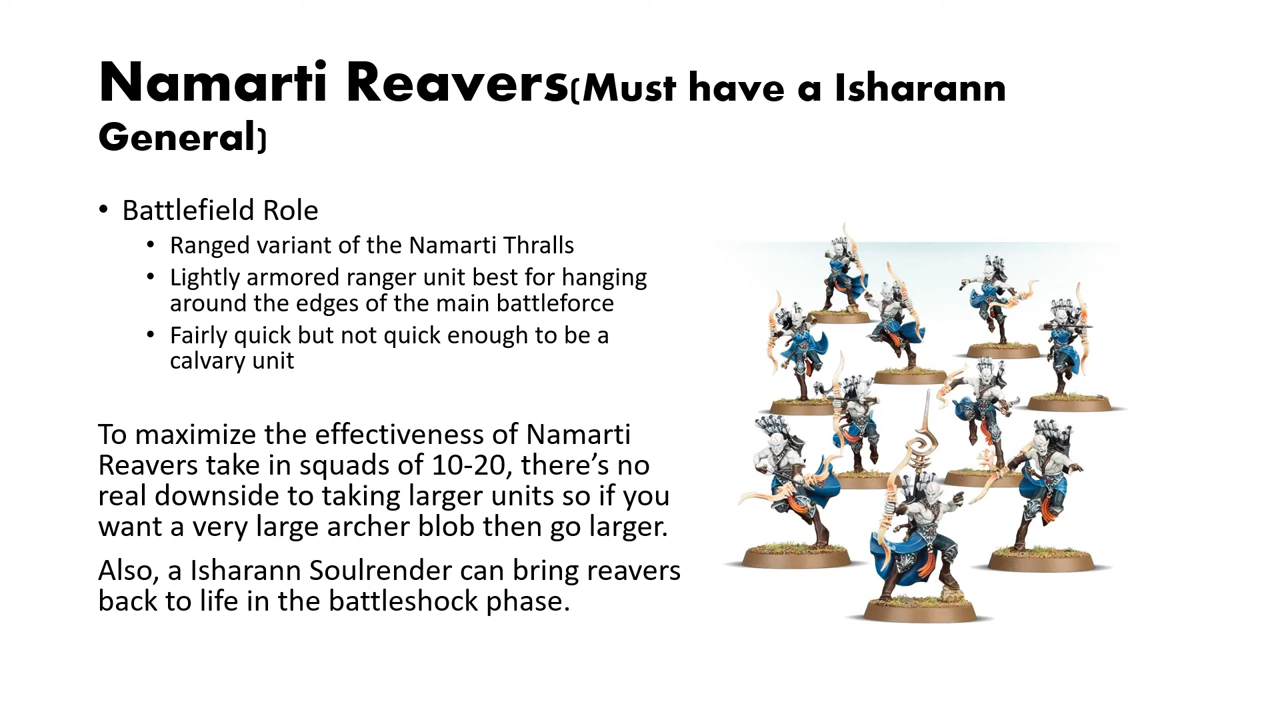 Namarti Reavers(Must have a Isharann
General)
• Battlefield Role
• Ranged variant of the Namarti Thralls
• Lightly armored ranger unit best for hanging
around the edges of the main battleforce
• Fairly quick but not quick enough to be a
calvary unit
To maximize the effectiveness of Namarti
Reavers take in squads of 10-20, there’s no
real downside to taking larger units so if you
want a very large archer blob then go larger.
Also, a Isharann Soulrender can bring reavers
back to life in the battleshock phase.